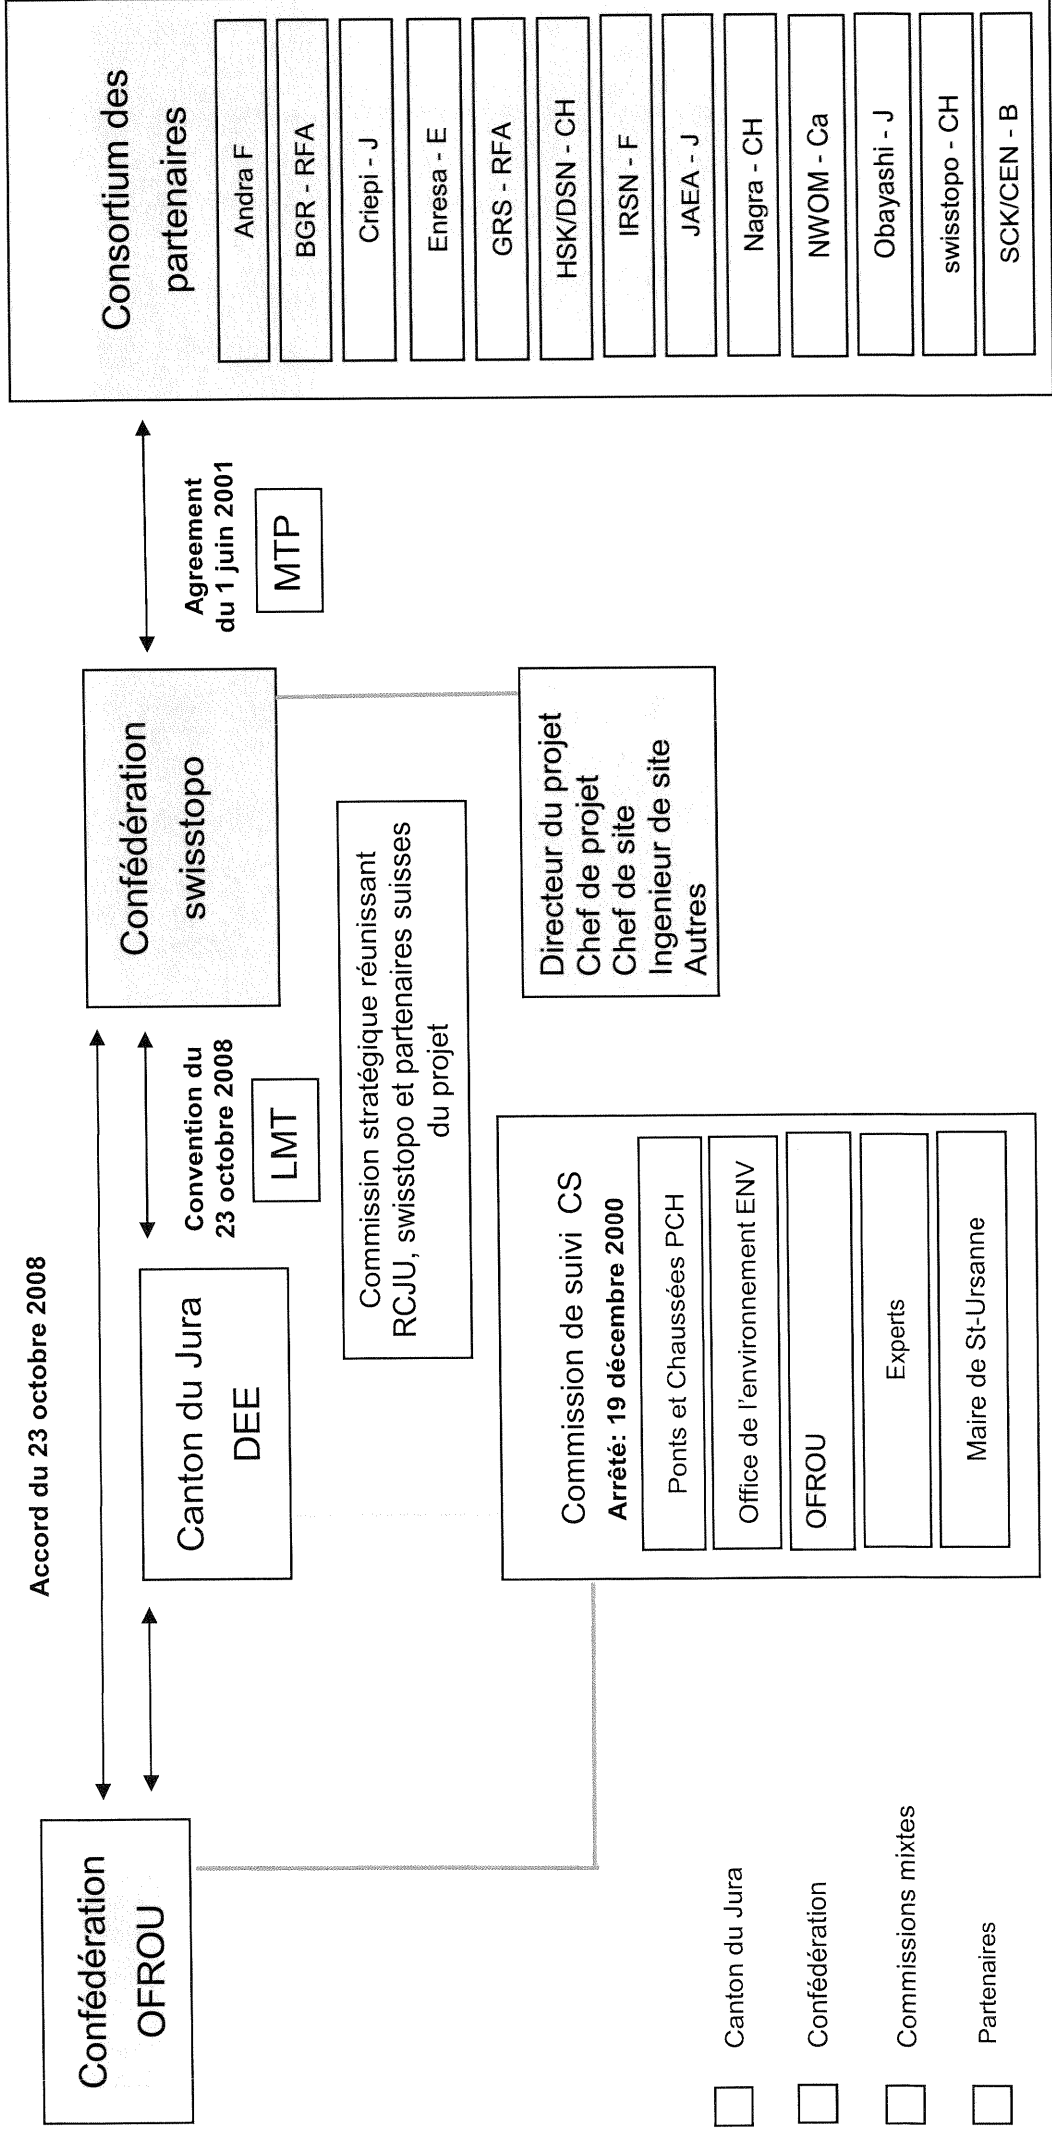 Accord du 23 octobre 2008
Confédération
OFROU
Canton du Jura
DEE
Convention du
23 octobre 2008
LMT
Confédération
swisstopo
Agreement
du 1 juin 2001
MTP
Consortium des
partenaires
Andra F
BGR - RFA
Criepi - J
Enresa - E
GRS - RFA
HSK/DSN - CH
IRSN - F
JAEA - J
Nagra - CH
NWOM - Ca
Obayashi - J
swisstopo - CH
SCK/CEN - B
Commission stratégique réunissant
RCJU, swisstopo et partenaires suisses
du projet
Commission de suivi CS
Arrêté: 19 décembre 2000
Ponts et Chaussées PCH
Office de l'environnement ENV
OFROU
Experts
Maire de St-Ursanne
Directeur du projet
Chef de projet
Chef de site
Ingenieur de site
Autres
Canton du Jura
Confédération
Commissions mixtes
Partenaires